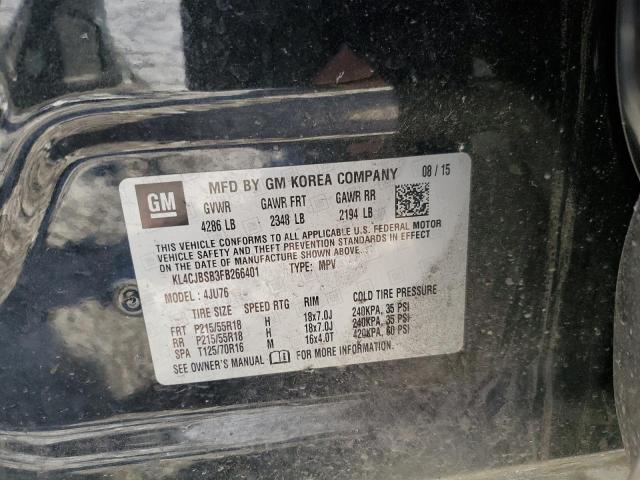 GM
MFD BY GM KOREA COMPANY 08 / 15
GVWR GAWR FRT GAWR RR
4286 LB 2348 LB 2194 LB
THIS VEHICLE CONFORMS TO ALL APPLICABLE U.S. FEDERAL MOTOR
VEHICLE SAFETY AND THEFT PREVENTION STANDARDS IN EFFECT
ON THE DATE OF MANUFACTURE SHOWN ABOVE.
KL4CJBSB3FB266401 TYPE: MPV
MODEL: 4JU76
TIRE SIZE SPEED RTG RIM COLD TIRE PRESSURE
FRT P215/55R18 H 18x7.0J 240KPA, 35 PSI
RR P215/55R18 H 18x7.0J 240KPA, 35 PSI
SPA T125/70R16 M 16x4.0T 420KPA, 60 PSI
SEE OWNER'S MANUAL FOR MORE INFORMATION